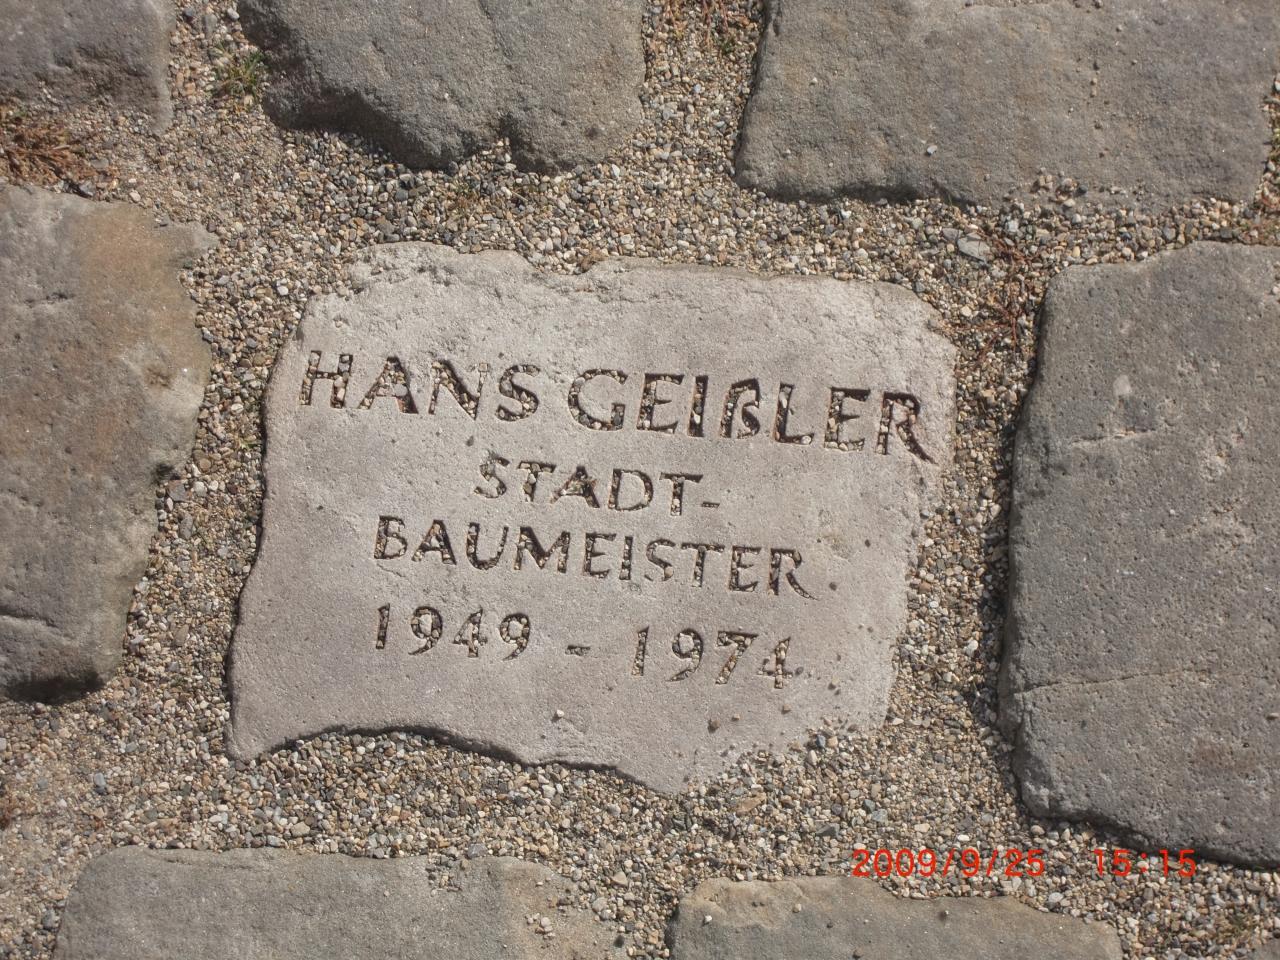 HANS GEIßLER
STADT-
BAUMEISTER
1949 - 1974
2009/9/25 15:15